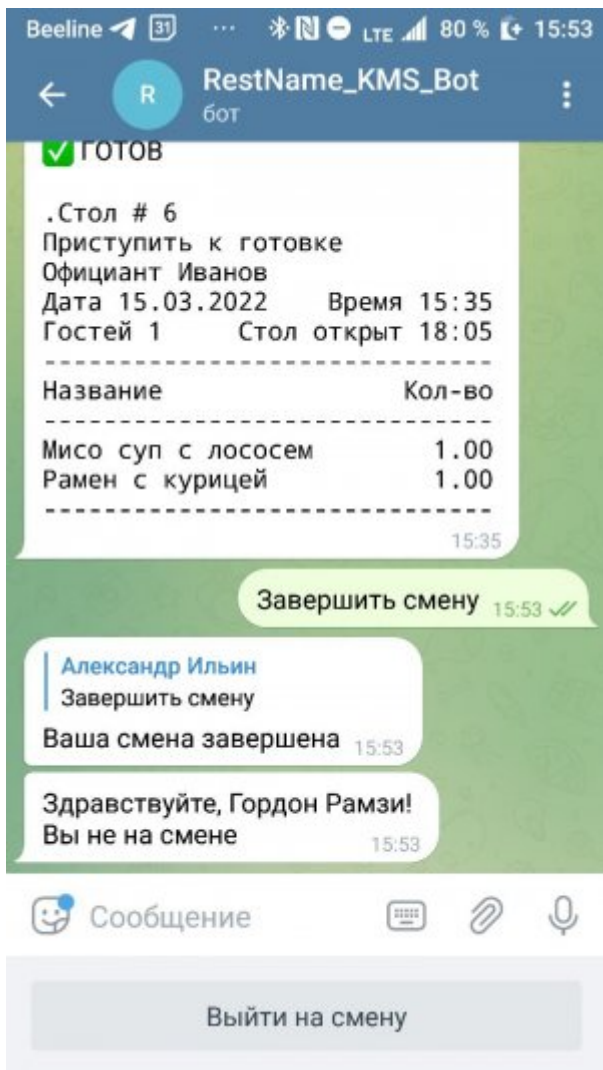 Beeline 31 ... LTE 80 % 15:53
R
RestName_KMS_Bot
бот
ГОТОВ
.Стол # 6
Приступить к готовке
Официант Иванов
Дата 15.03.2022 Время 15:35
Гостей 1 Стол открыт 18:05
------------------------------
Название Кол-во
------------------------------
Мисо суп с лососем 1.00
Рамен с курицей 1.00
------------------------------
15:35
Завершить смену 15:53
Александр Ильин
Завершить смену
Ваша смена завершена 15:53
Здравствуйте, Гордон Рамзи!
Вы не на смене 15:53
Сообщение
Выйти на смену